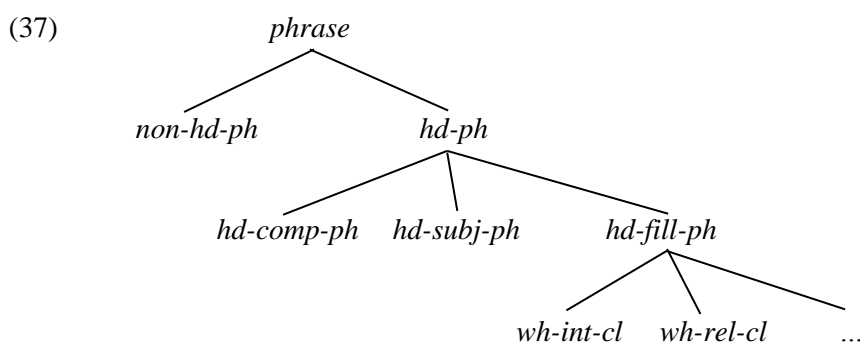 (37) phrase
non-hd-ph hd-ph
hd-comp-ph hd-subj-ph hd-fill-ph
wh-int-cl wh-rel-cl ...